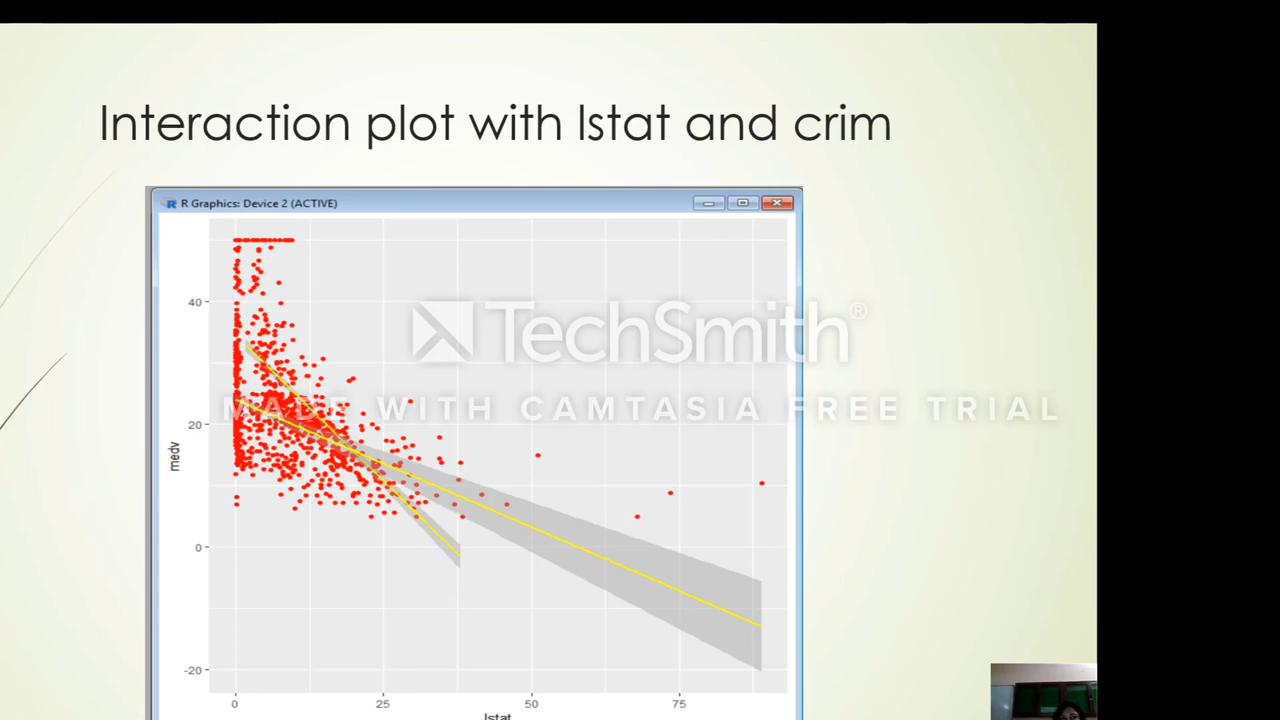 Interaction plot with lstat and crim
R Graphics: Device 2 (ACTIVE)
TechSmith®
MADE WITH CAMTASIA FREE TRIAL
40
20
0
-20
medv
0 25 50 75
lstat